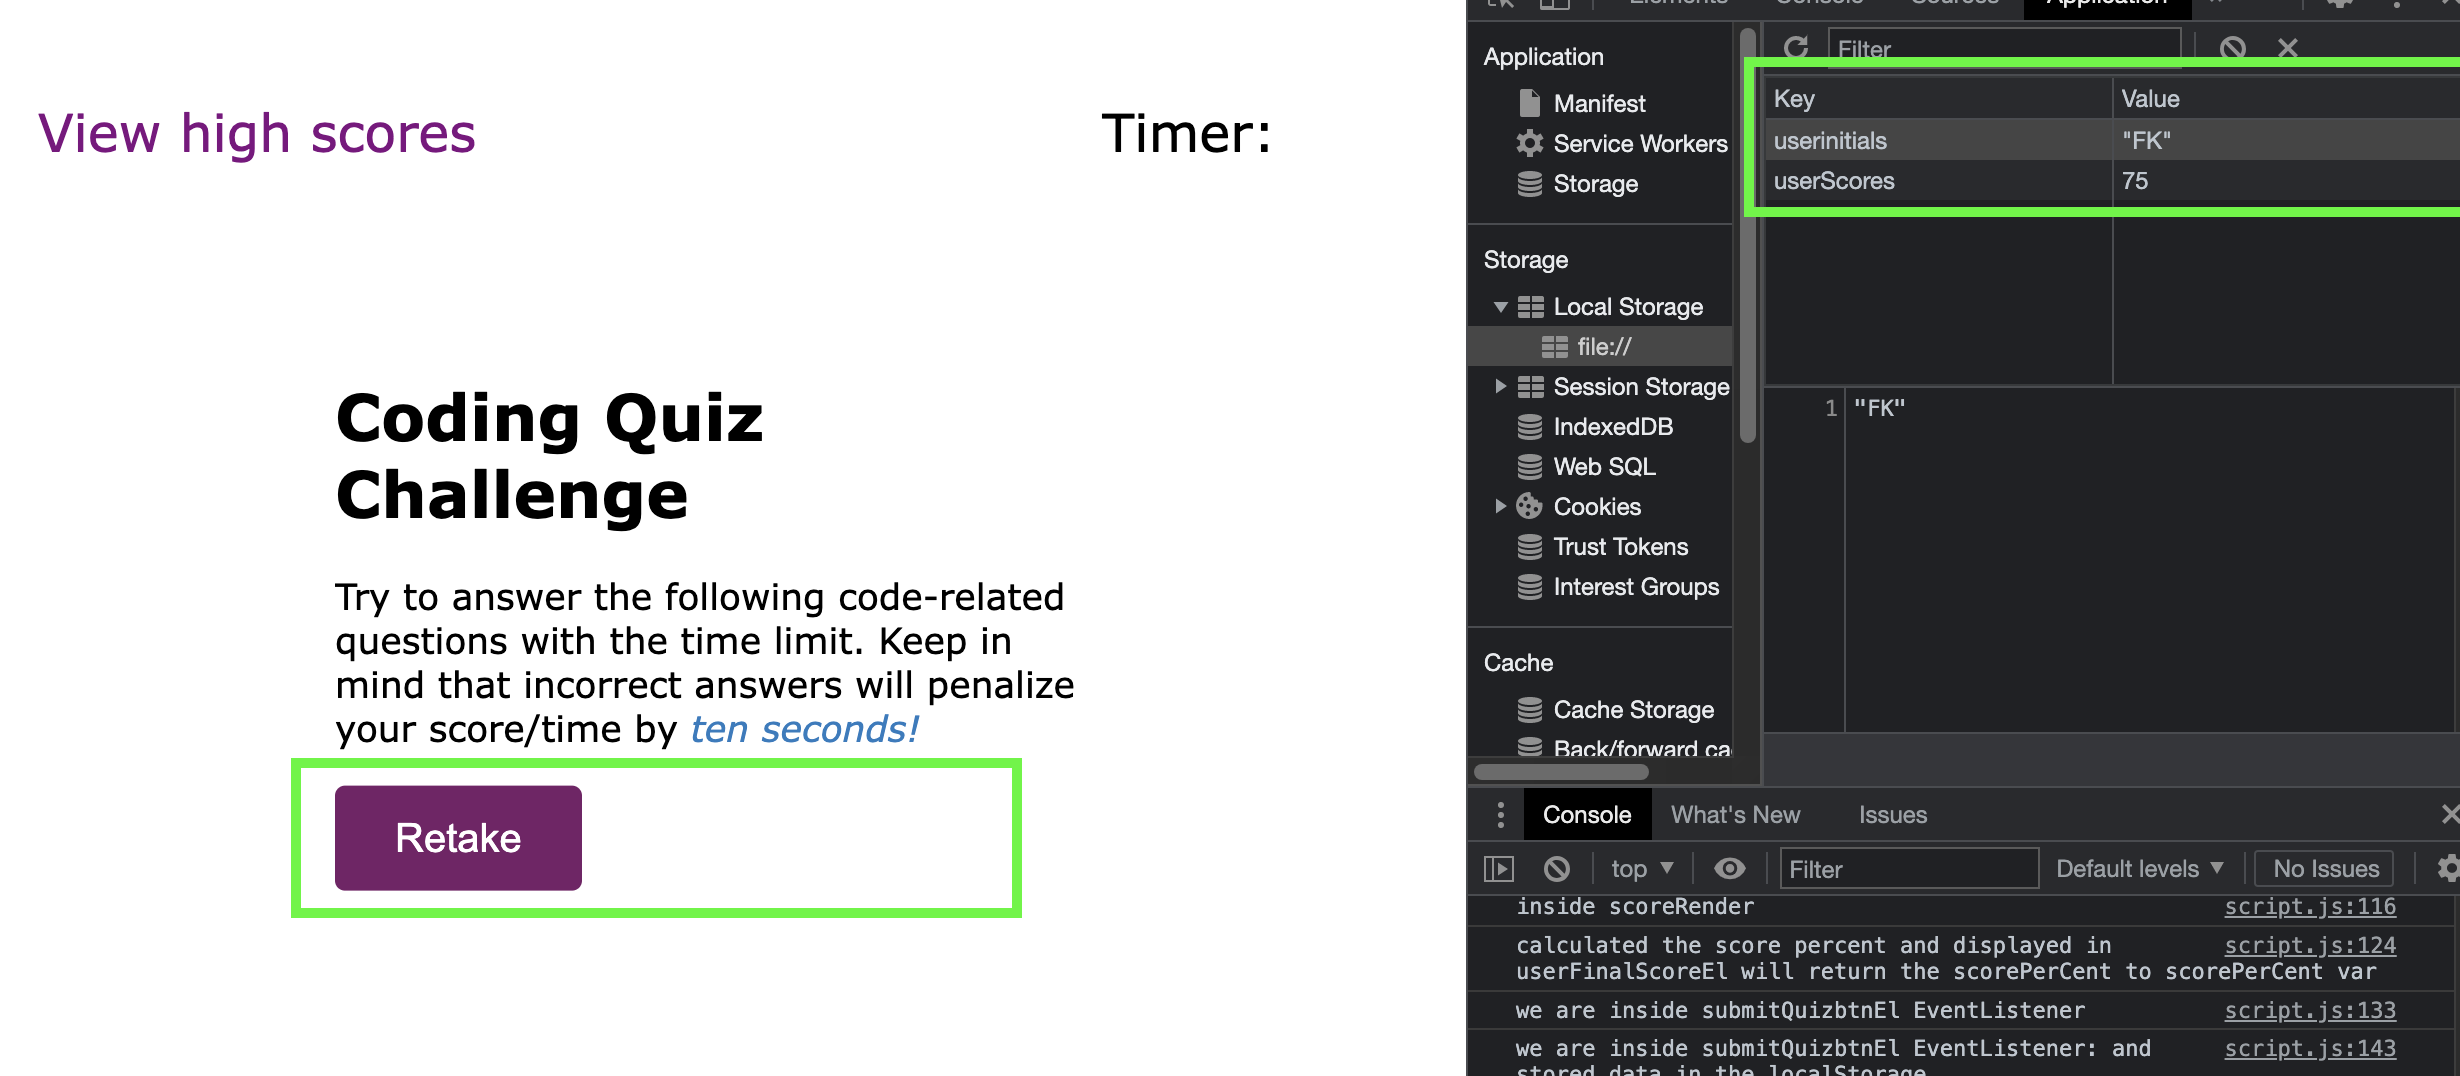 View high scores
Timer:
Coding Quiz
Challenge
Try to answer the following code-related
questions with the time limit. Keep in
mind that incorrect answers will penalize
your score/time by ten seconds!
Retake
Elements Console Sources Application
Application
Manifest
Service Workers
Storage
Storage
Local Storage
file://
Session Storage
IndexedDB
Web SQL
Cookies
Trust Tokens
Interest Groups
Cache
Cache Storage
Back/forward ca
Filter
Key Value
userinitials "FK"
userScores 75
1 "FK"
Console What's New Issues
top Filter Default levels No Issues
inside scoreRender script.js:116
calculated the score percent and displayed in script.js:124
userFinalScoreEl will return the scorePerCent to scorePerCent var
we are inside submitQuizbtnEl EventListener script.js:133
we are inside submitQuizbtnEl EventListener: and script.js:143
stored data in the localStorage